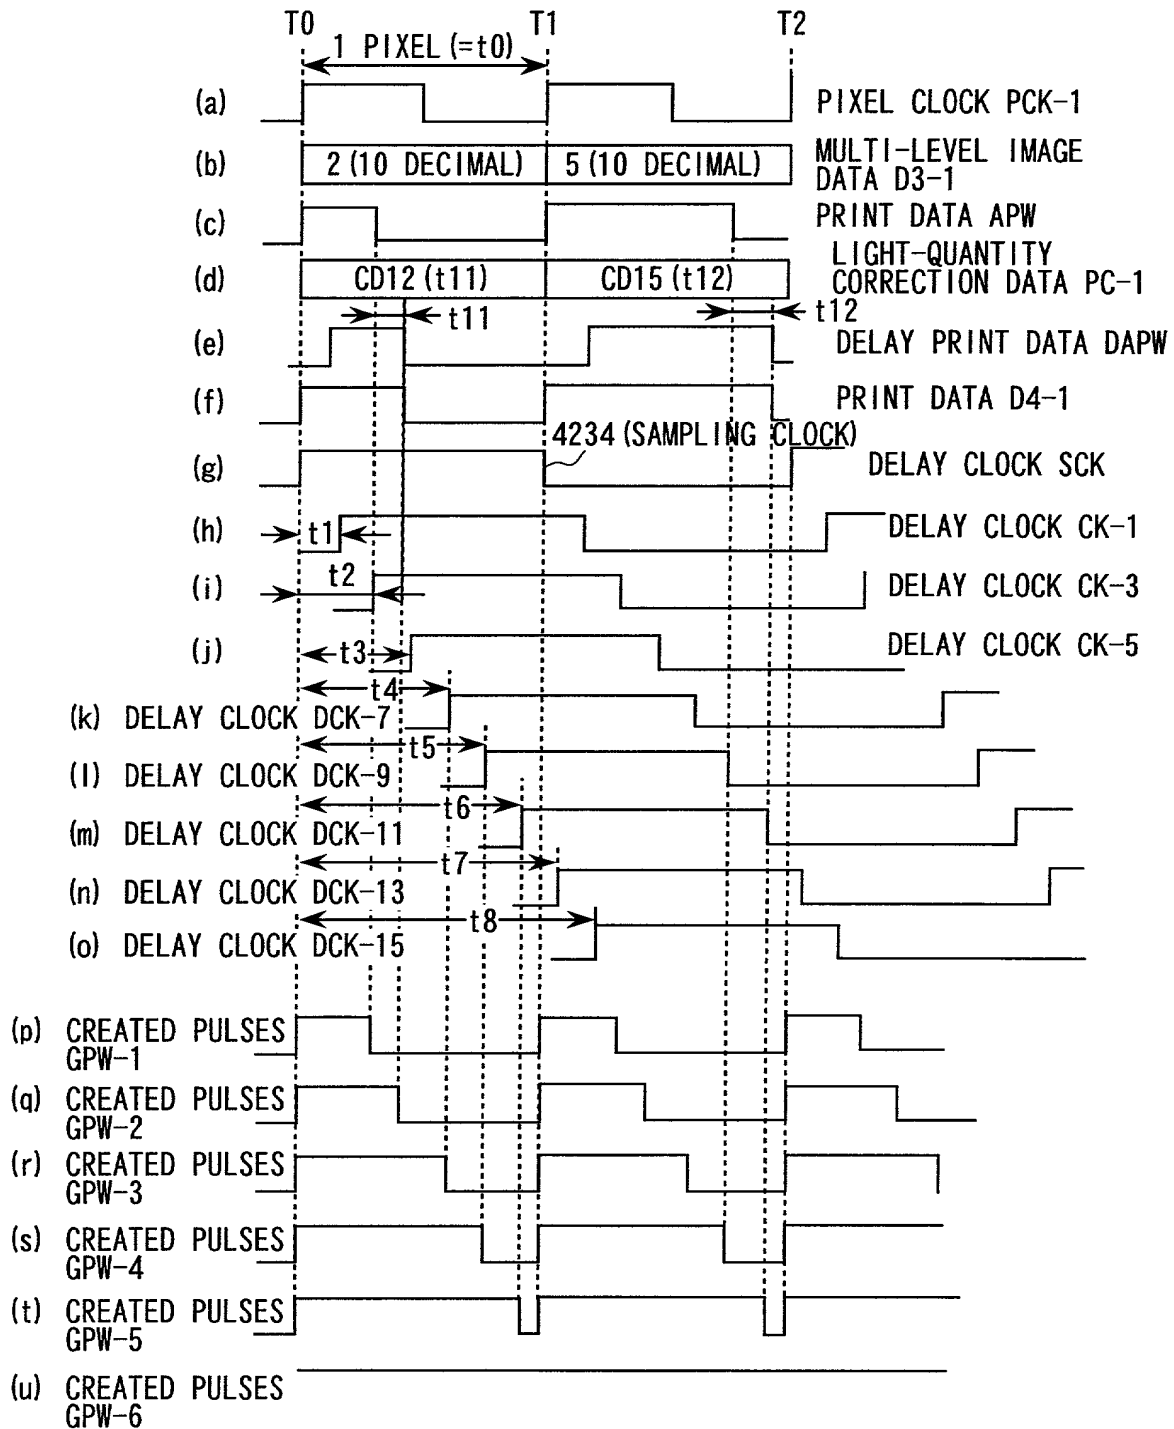 T0 T1 T2
1 PIXEL (=t0)
(a) PIXEL CLOCK PCK-1
(b) 2 (10 DECIMAL) 5 (10 DECIMAL) MULTI-LEVEL IMAGE
DATA D3-1
(c) PRINT DATA APW
(d) CD12 (t11) CD15 (t12) LIGHT-QUANTITY
CORRECTION DATA PC-1
t11 t12
(e) DELAY PRINT DATA DAPW
(f) PRINT DATA D4-1
4234 (SAMPLING CLOCK)
(g) DELAY CLOCK SCK
(h) t1 DELAY CLOCK CK-1
(i) t2 DELAY CLOCK CK-3
(j) t3 DELAY CLOCK CK-5
t4
(k) DELAY CLOCK DCK-7
t5
(l) DELAY CLOCK DCK-9
t6
(m) DELAY CLOCK DCK-11
t7
(n) DELAY CLOCK DCK-13
t8
(o) DELAY CLOCK DCK-15
(p) CREATED PULSES
GPW-1
(q) CREATED PULSES
GPW-2
(r) CREATED PULSES
GPW-3
(s) CREATED PULSES
GPW-4
(t) CREATED PULSES
GPW-5
(u) CREATED PULSES
GPW-6